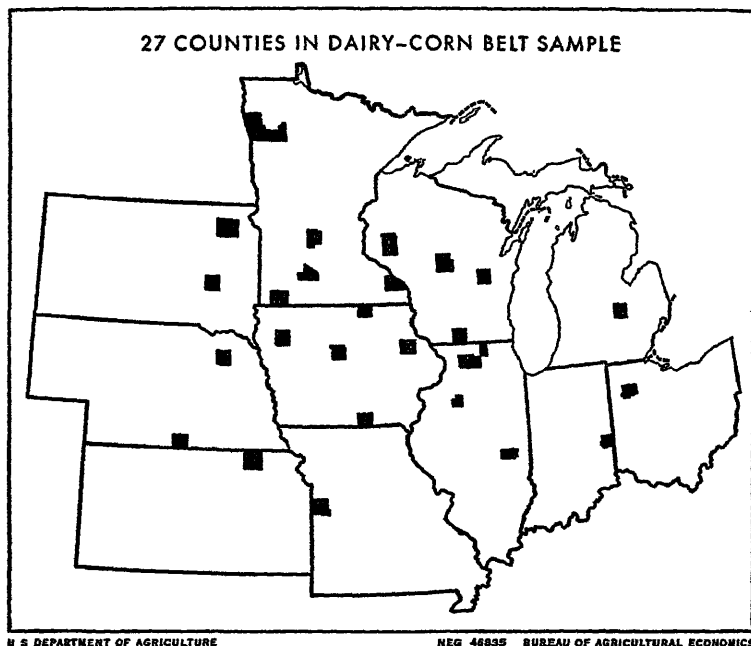 27 COUNTIES IN DAIRY-CORN BELT SAMPLE
U S DEPARTMENT OF AGRICULTURE NEG 46835 BUREAU OF AGRICULTURAL ECONOMICS